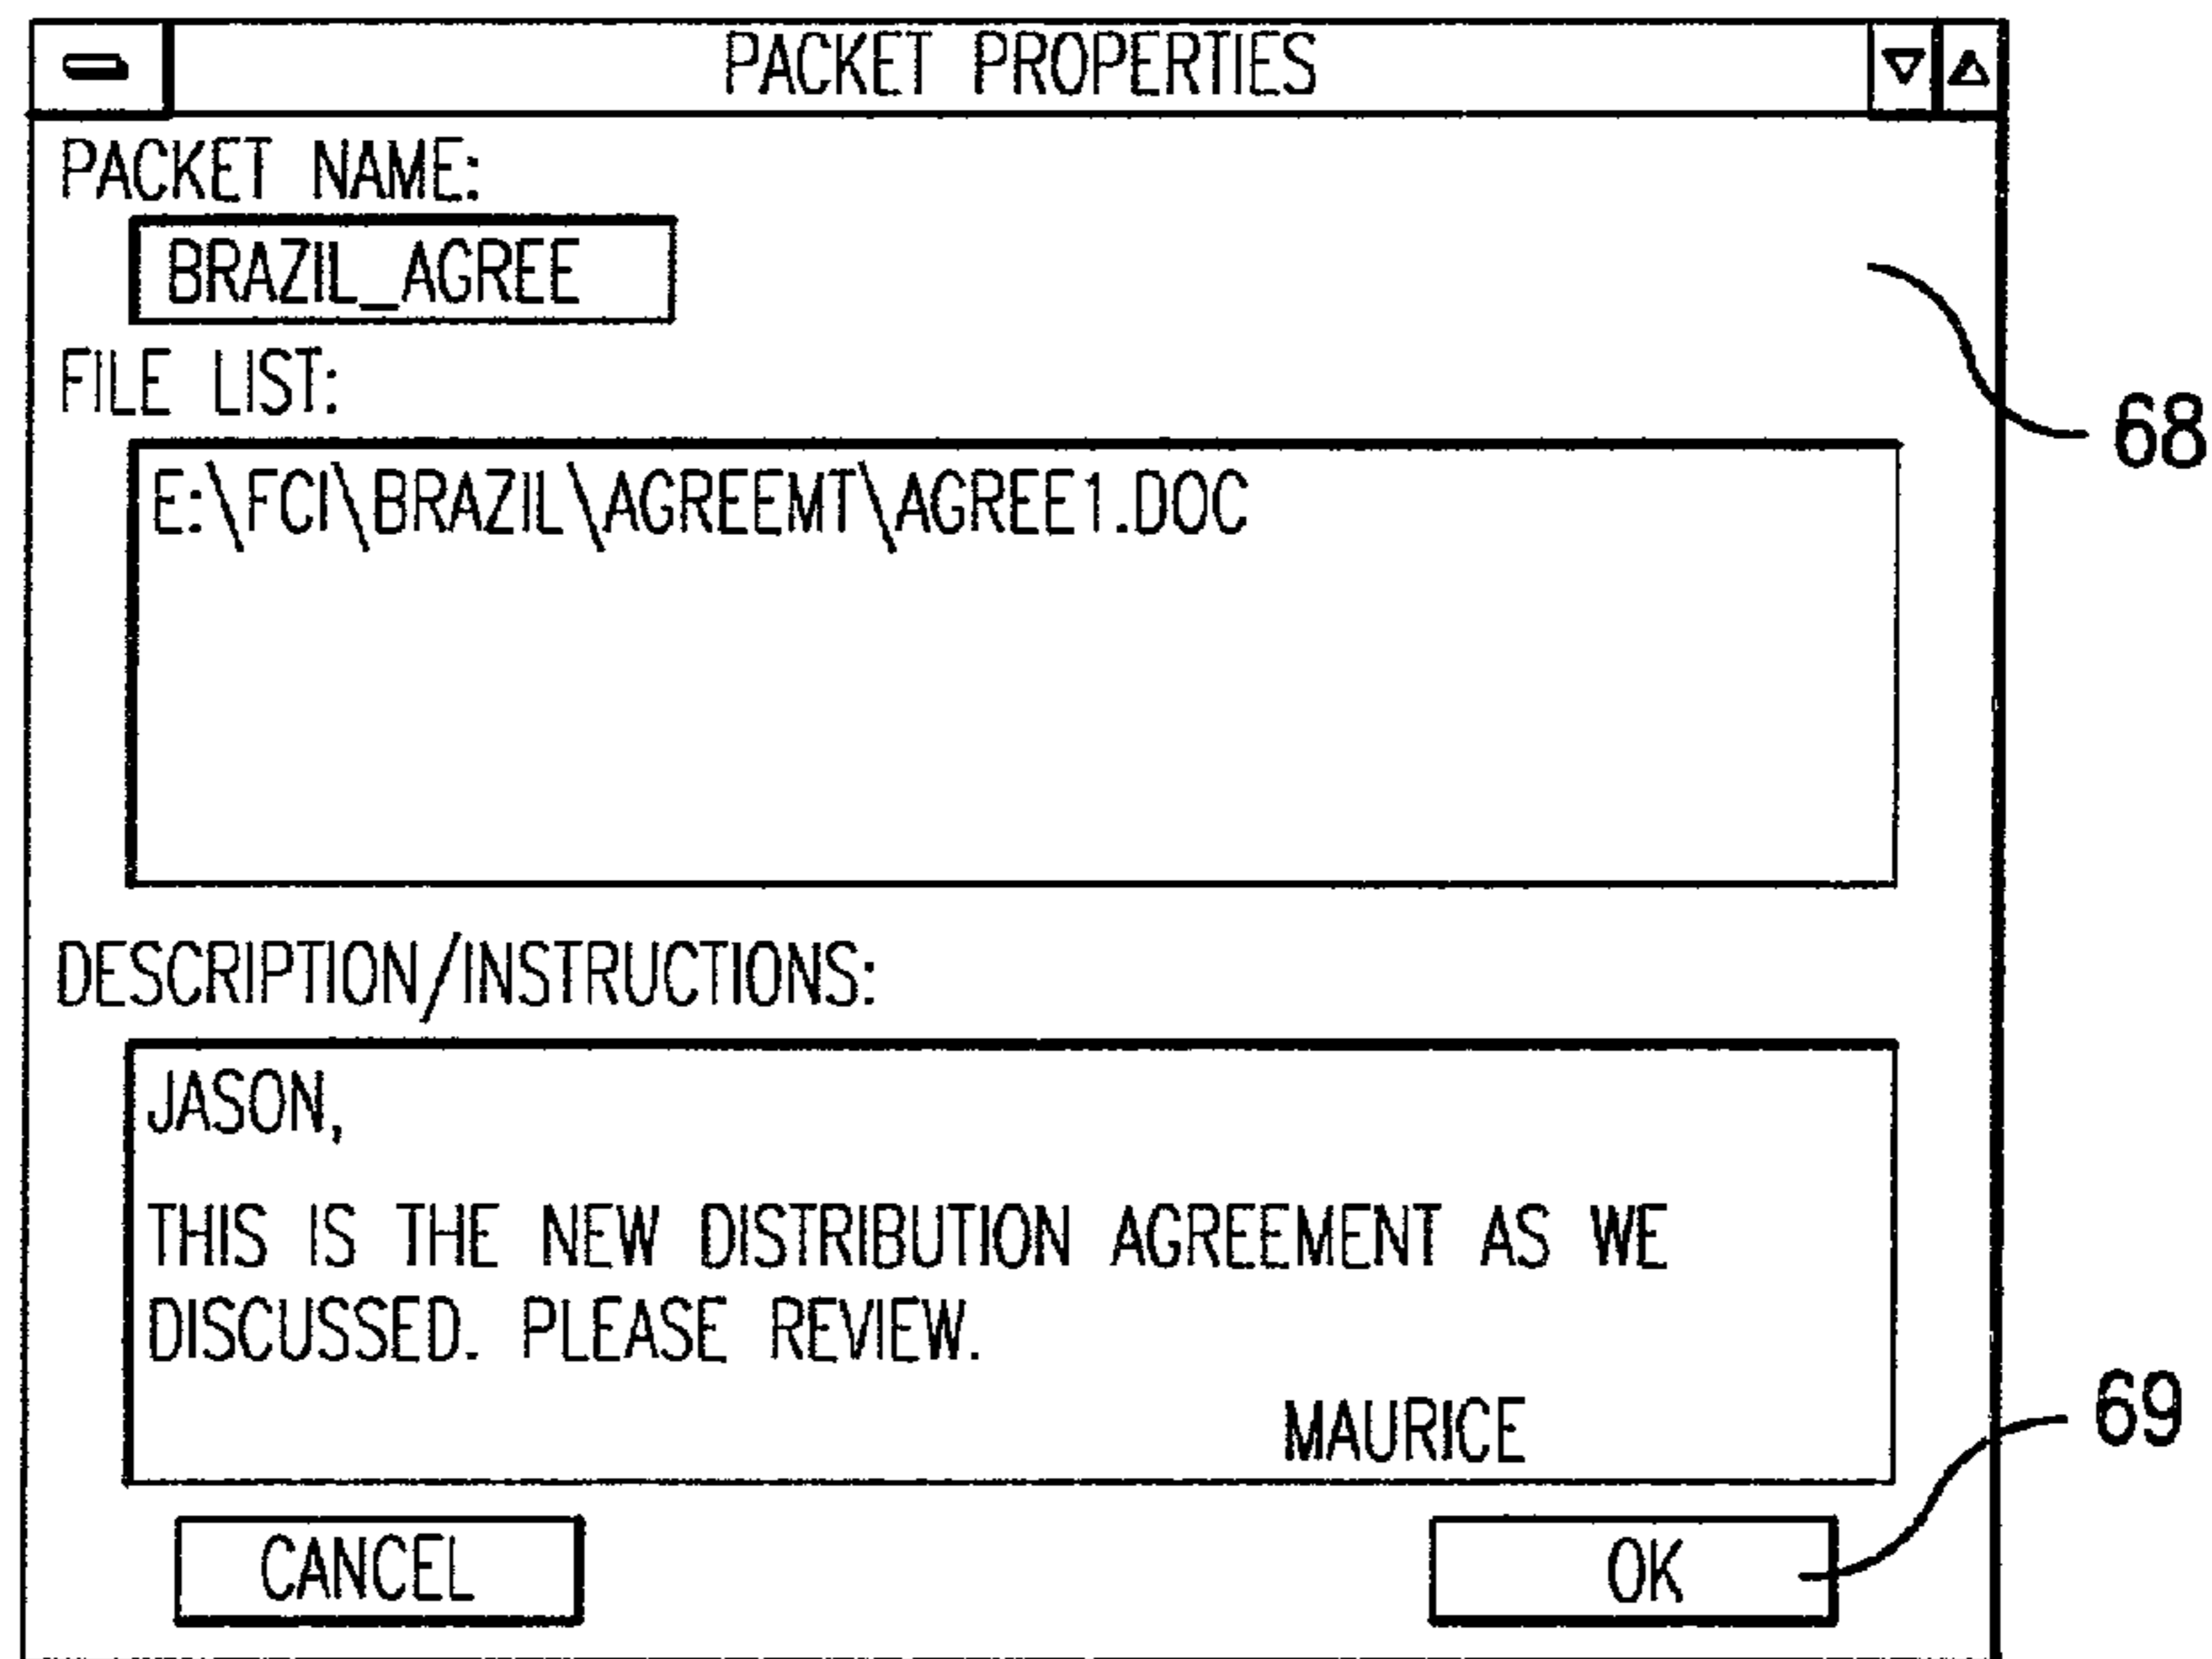 PACKET PROPERTIES
PACKET NAME:
BRAZIL_AGREE
68
FILE LIST:
E:\FCI\BRAZIL\AGREEMT\AGREE1.DOC
DESCRIPTION/INSTRUCTIONS:
JASON,
THIS IS THE NEW DISTRIBUTION AGREEMENT AS WE
DISCUSSED. PLEASE REVIEW.
MAURICE
69
CANCEL
OK